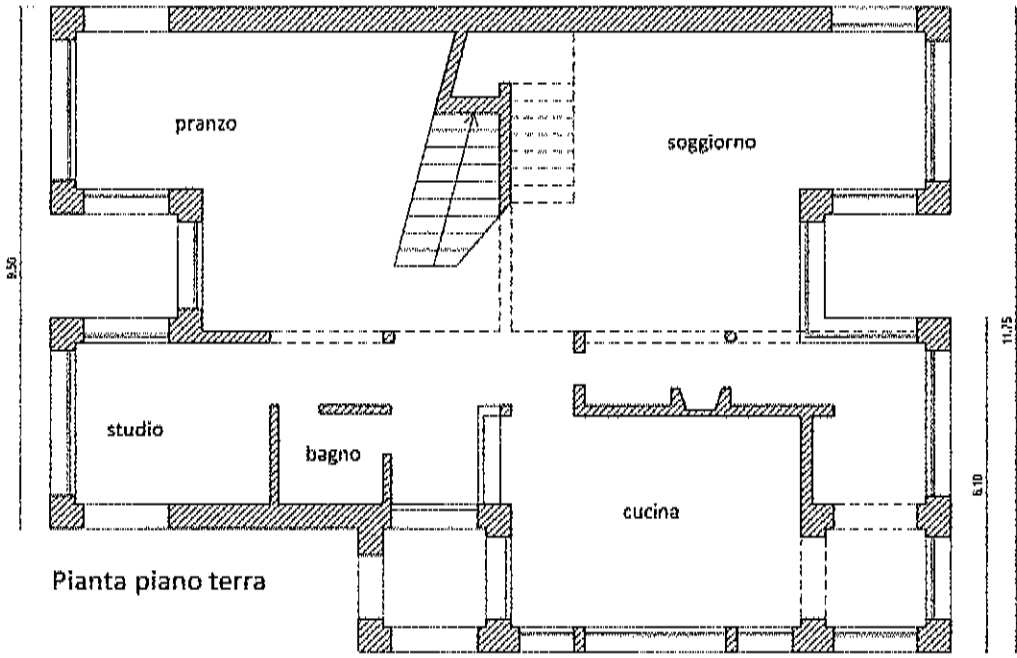 pranzo
soggiorno
9.50
11.75
studio
bagno
6.10
cucina
Pianta piano terra